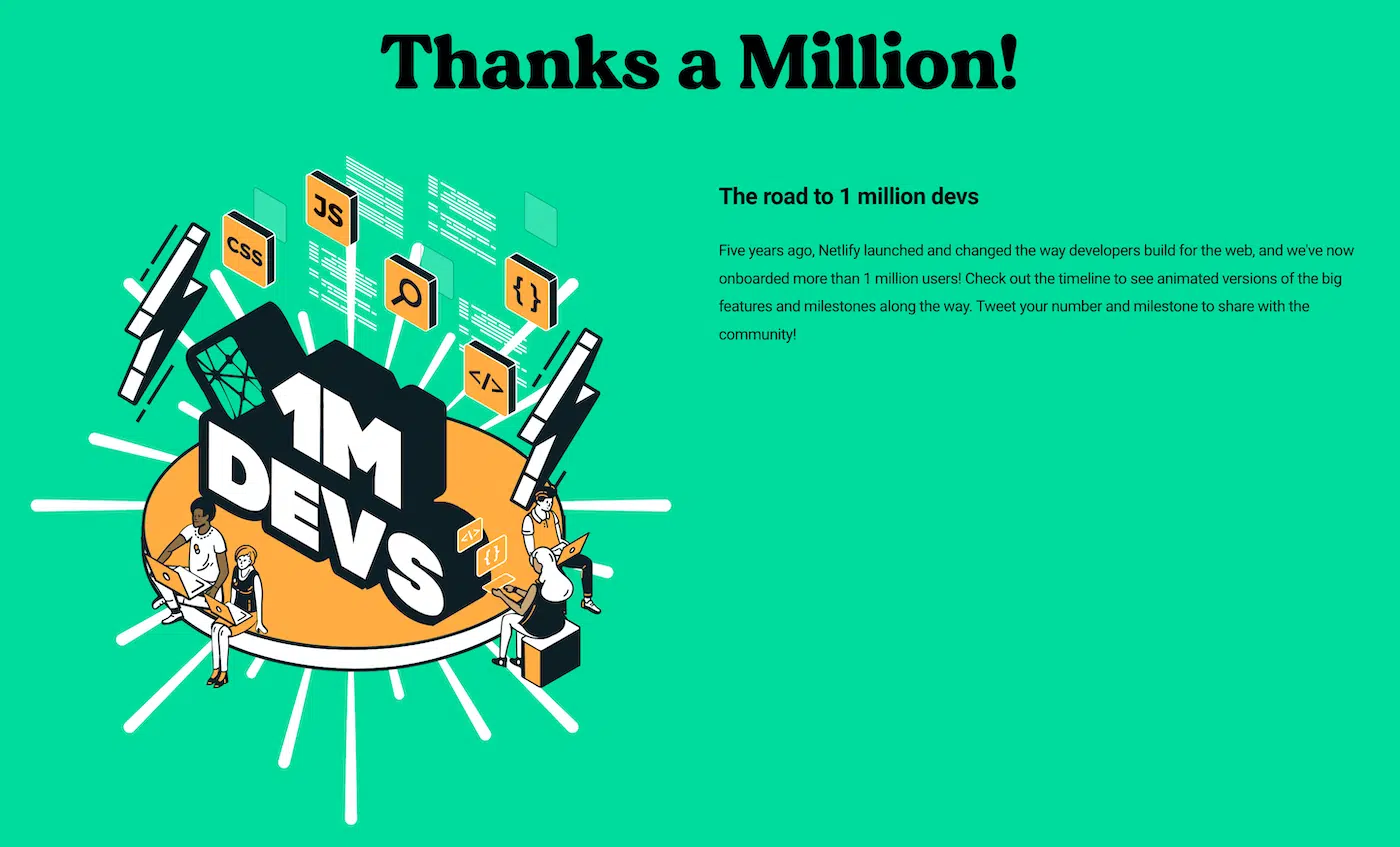 Thanks a Million!
CSS
JS
{ }
</>
1M
DEVS
</>
{ }
The road to 1 million devs
Five years ago, Netlify launched and changed the way developers build for the web, and we've now
onboarded more than 1 million users! Check out the timeline to see animated versions of the big
features and milestones along the way. Tweet your number and milestone to share with the
community!